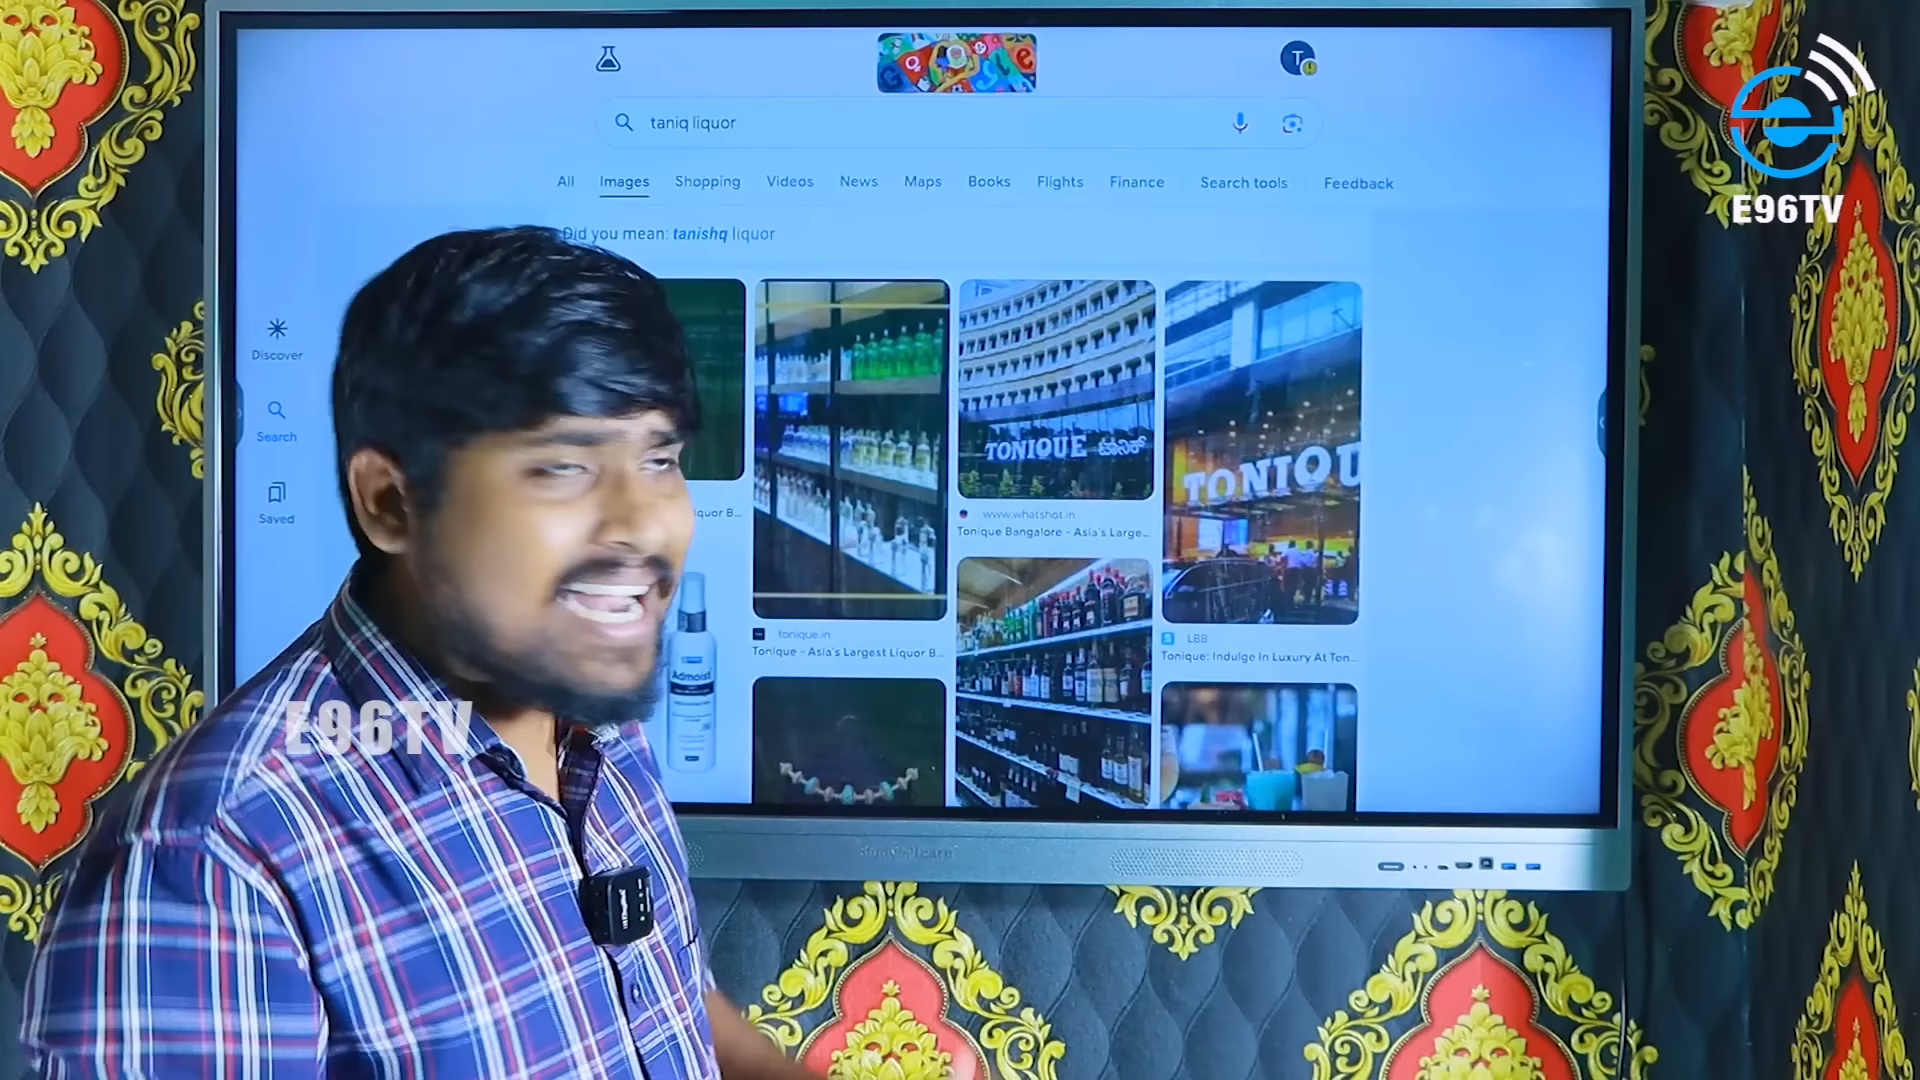 T
taniq liquor
All Images Shopping Videos News Maps Books Flights Finance Search tools Feedback
Did you mean: tanishq liquor
Discover
Search
Saved
E96TV
TONIQUE ಟಾನಿಕ್
TONIQU
iquor B...
www.whatshot.in
Tonique Bangalore - Asia's Large...
tonique.in
Tonique - Asia's Largest Liquor B...
LBB
Tonique: Indulge In Luxury At Ton...
Admoist
E96TV